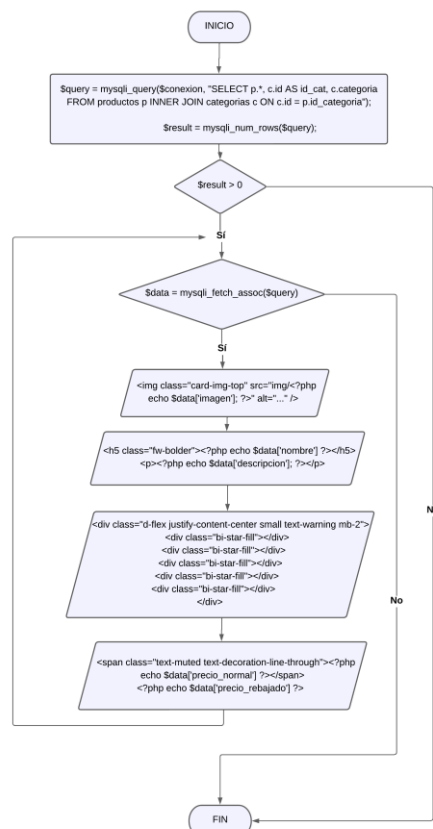 INICIO
$query = mysqli_query($conexion, "SELECT p.*, c.id AS id_cat, c.categoria
FROM productos p INNER JOIN categorias c ON c.id = p.id_categoria");
$result = mysqli_num_rows($query);
$result > 0
Sí
$data = mysqli_fetch_assoc($query)
Sí
<img class="card-img-top" src="img/<?php
echo $data['imagen']; ?>" alt="..." />
<h5 class="fw-bolder"><?php echo $data['nombre'] ?></h5>
<p><?php echo $data['descripcion']; ?></p>
<div class="d-flex justify-content-center small text-warning mb-2">
<div class="bi-star-fill"></div>
<div class="bi-star-fill"></div>
<div class="bi-star-fill"></div>
<div class="bi-star-fill"></div>
<div class="bi-star-fill"></div>
</div>
N
No
<span class="text-muted text-decoration-line-through"><?php
echo $data['precio_normal'] ?></span>
<?php echo $data['precio_rebajado'] ?>
FIN